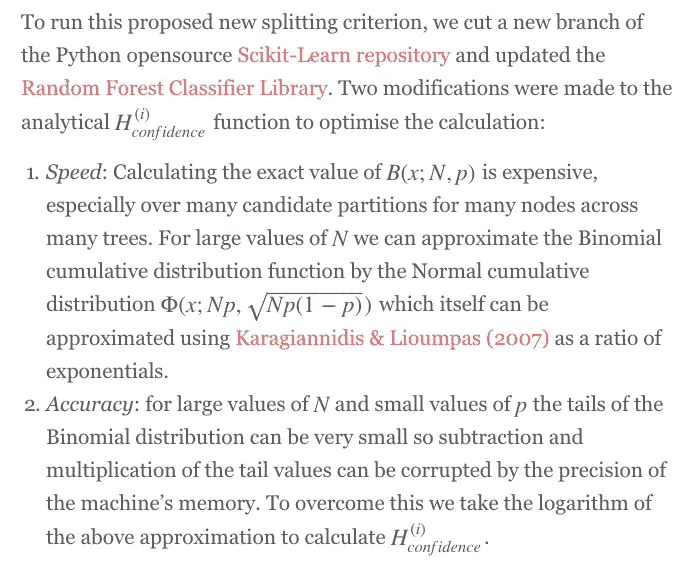 To run this proposed new splitting criterion, we cut a new branch of
the Python opensource Scikit-Learn repository and updated the
Random Forest Classifier Library. Two modifications were made to the
analytical H^{(i)}_{confidence} function to optimise the calculation:
1. Speed: Calculating the exact value of B(x; N, p) is expensive,
especially over many candidate partitions for many nodes across
many trees. For large values of N we can approximate the Binomial
cumulative distribution function by the Normal cumulative
distribution Φ(x; Np, √(Np(1 − p))) which itself can be
approximated using Karagiannidis & Lioumpas (2007) as a ratio of
exponentials.
2. Accuracy: for large values of N and small values of p the tails of the
Binomial distribution can be very small so subtraction and
multiplication of the tail values can be corrupted by the precision of
the machine’s memory. To overcome this we take the logarithm of
the above approximation to calculate H^{(i)}_{confidence}.